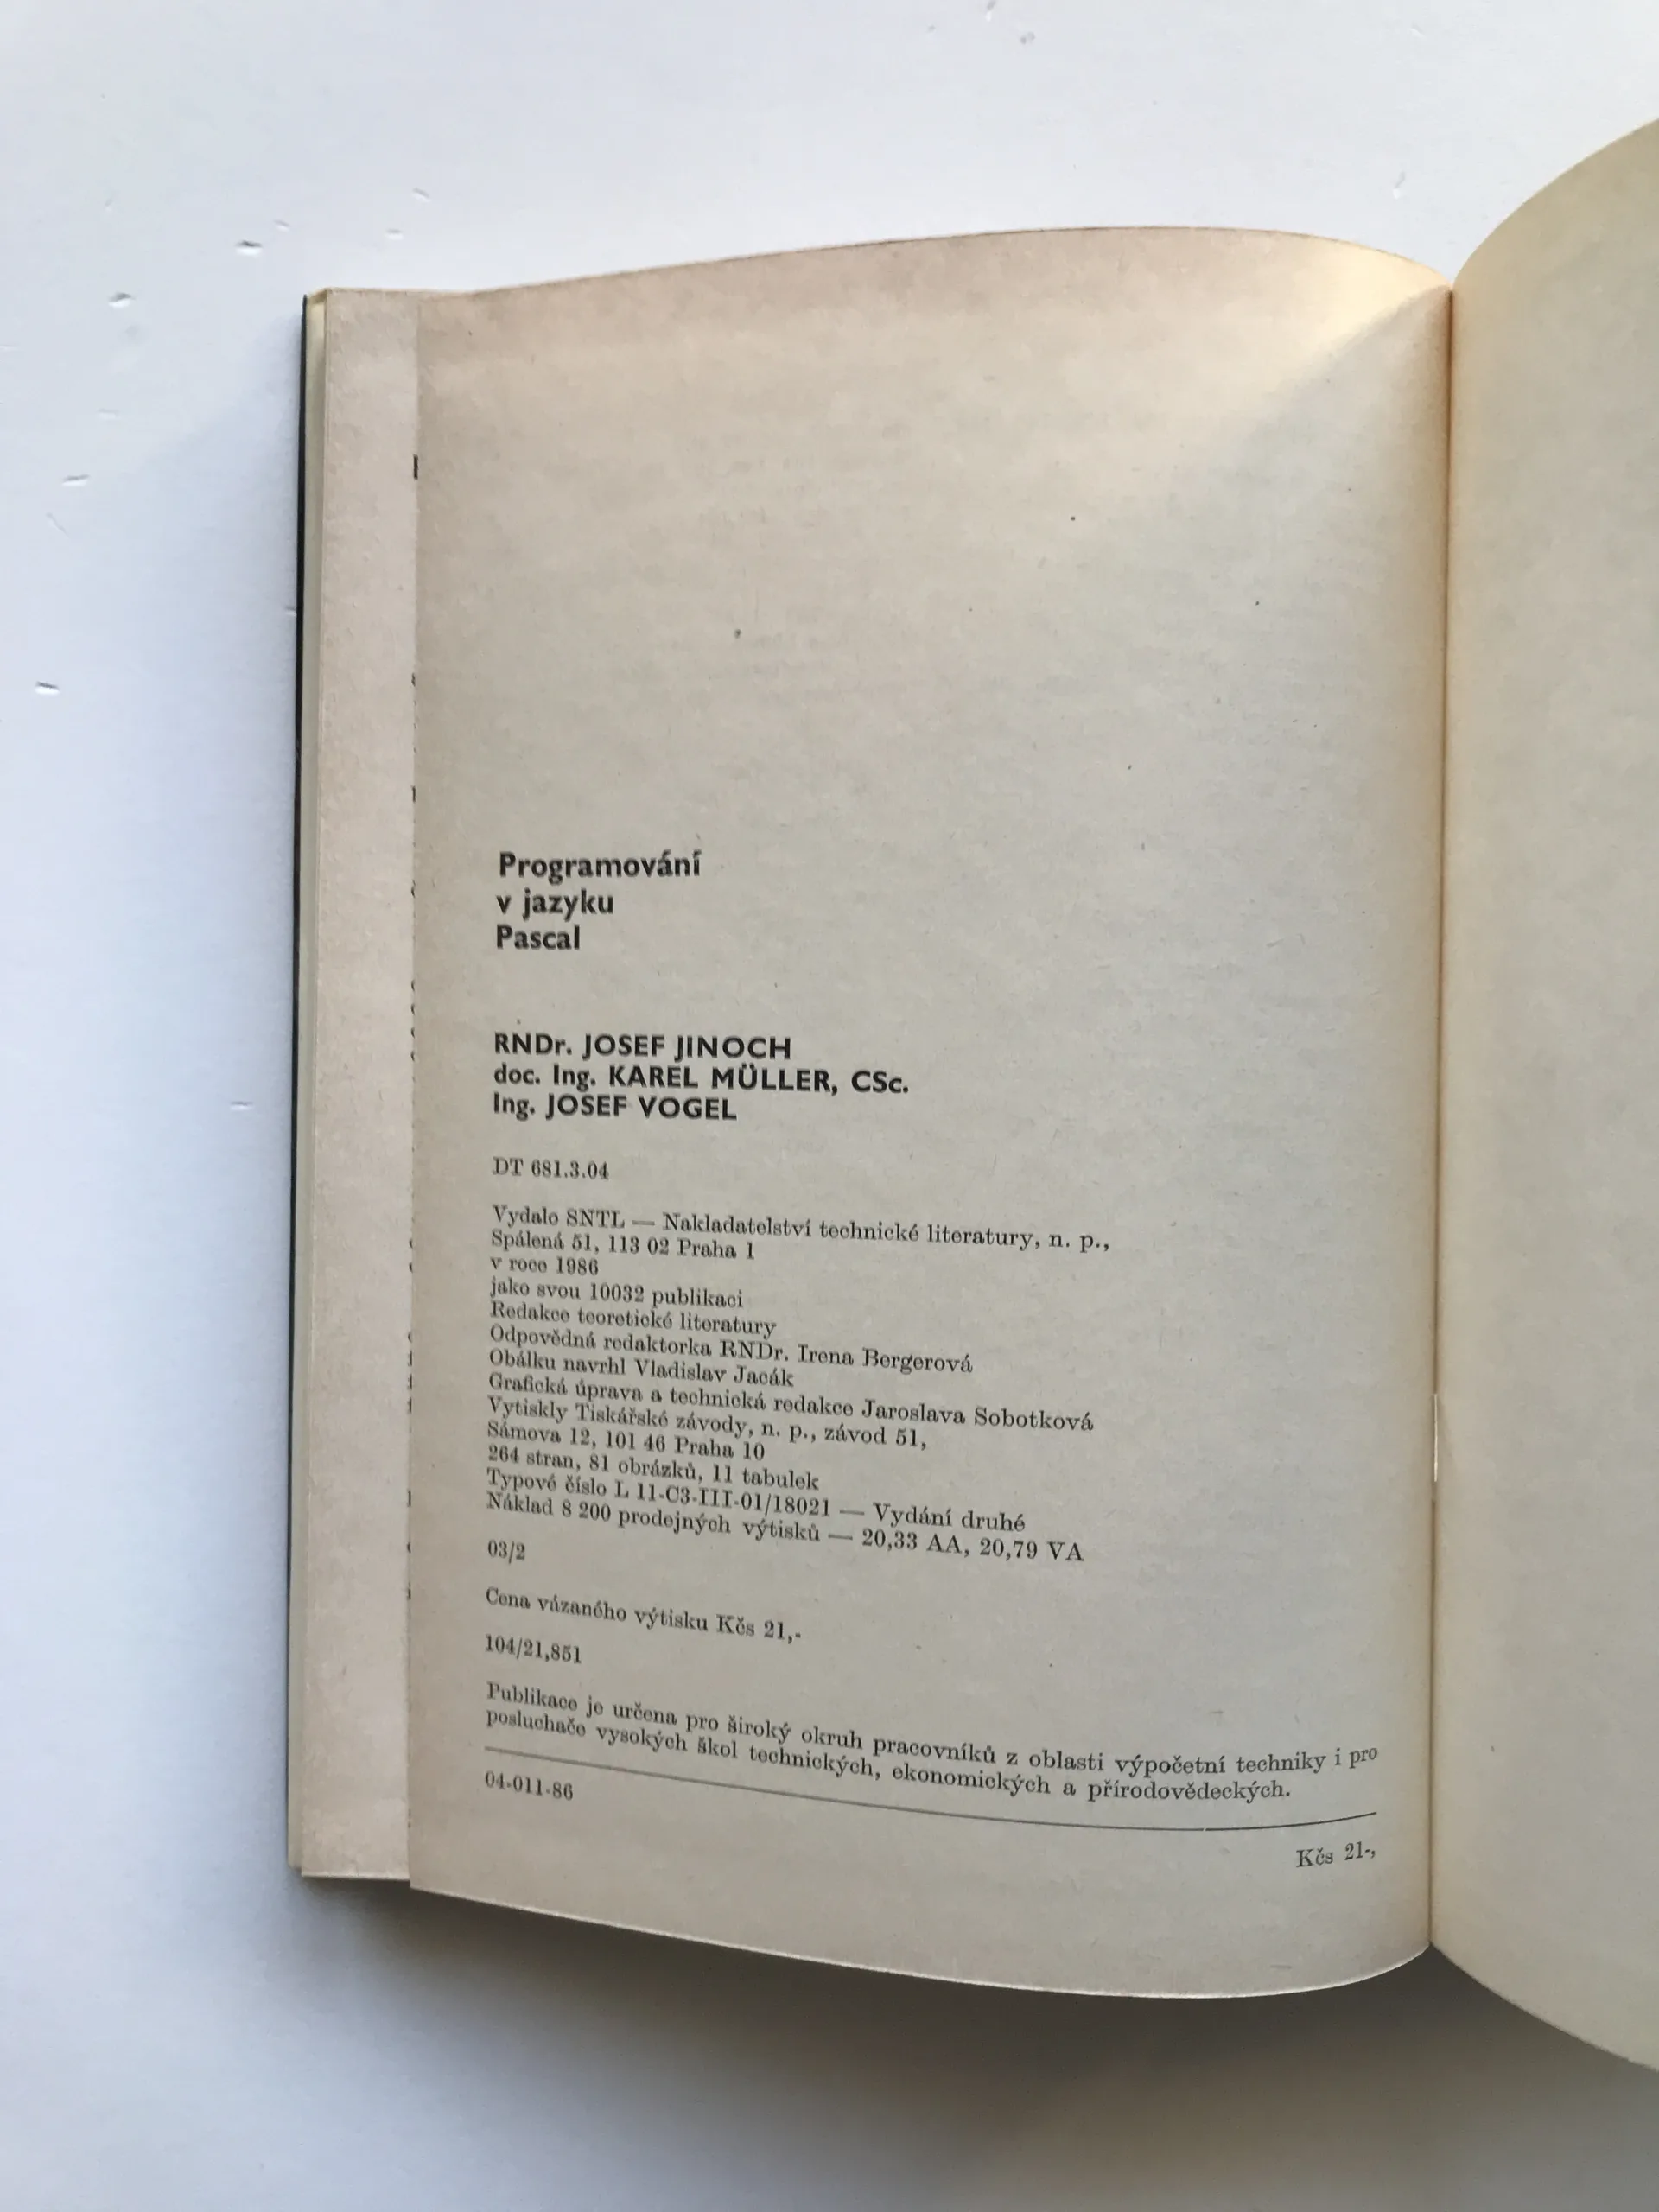 Programování
v jazyku
Pascal
RNDr. JOSEF JINOCH
doc. Ing. KAREL MÜLLER, CSc.
Ing. JOSEF VOGEL
DT 681.3.04
Vydalo SNTL — Nakladatelství technické literatury, n. p.,
Spálená 51, 113 02 Praha 1
v roce 1986
jako svou 10032 publikaci
Redakce teoretické literatury
Odpovědná redaktorka RNDr. Irena Bergerová
Obálku navrhl Vladislav Jacák
Grafická úprava a technická redakce Jaroslava Sobotková
Vytiskly Tiskářské závody, n. p., závod 51,
Sámova 12, 101 46 Praha 10
264 stran, 81 obrázků, 11 tabulek
Typové číslo L 11-C3-III-01/18021 — Vydání druhé
Náklad 8 200 prodejných výtisků — 20,33 AA, 20,79 VA
03/2
Cena vázaného výtisku Kčs 21,-
104/21,851
Publikace je určena pro široký okruh pracovníků z oblasti výpočetní techniky i pro
posluchače vysokých škol technických, ekonomických a přírodovědeckých.
04-011-86
Kčs 21-,